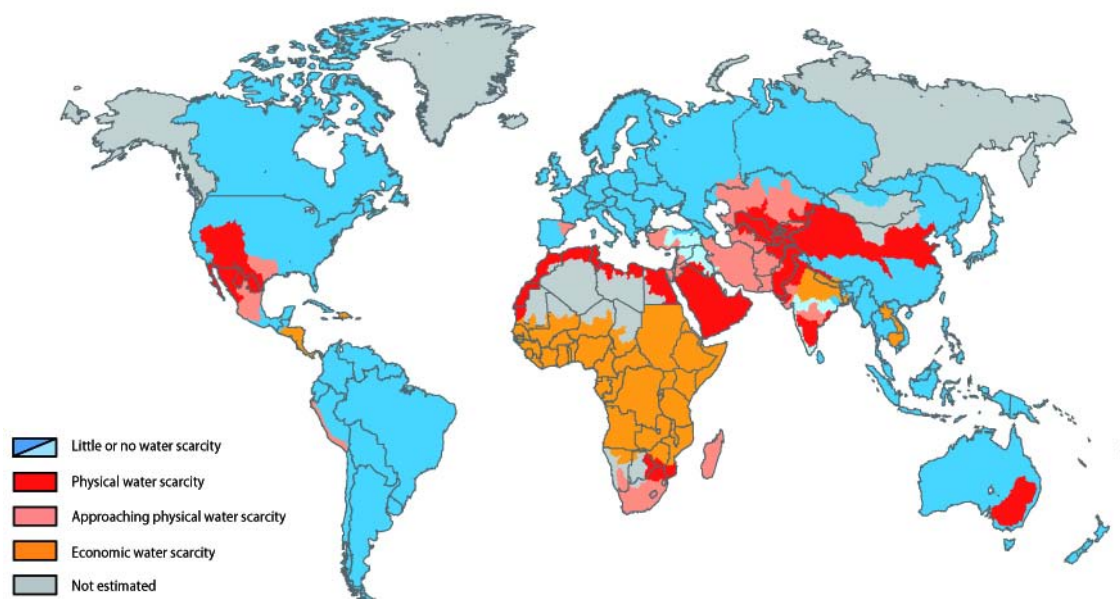 Little or no water scarcity
Physical water scarcity
Approaching physical water scarcity
Economic water scarcity
Not estimated